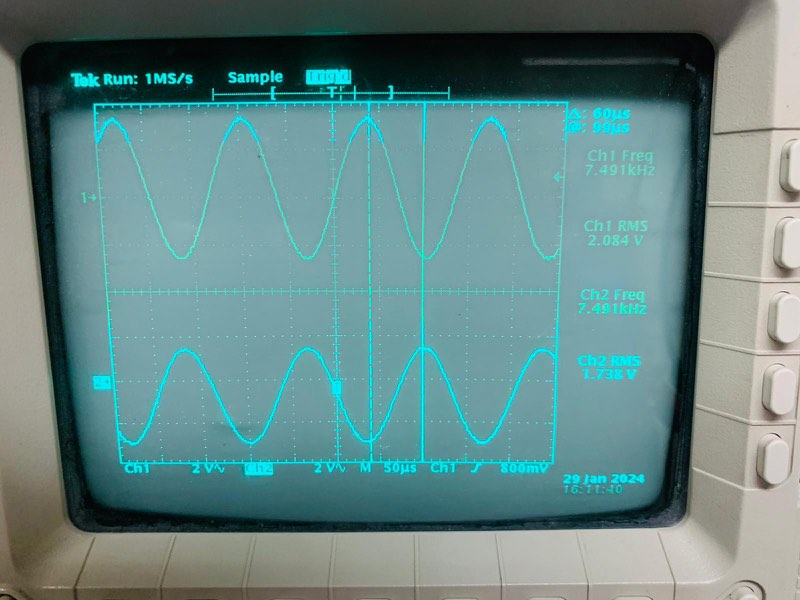 Tek Run: 1MS/s Sample Trig'd
T
Δ: 60µs
@: 99µs
Ch1 Freq
7.491kHz
1→
Ch1 RMS
2.084 V
Ch2 Freq
7.491kHz
Ch2 RMS
1.738 V
Ch1 2 V Ch2 2 V M 50µs Ch1 800mV
29 Jan 2024
16:11:40